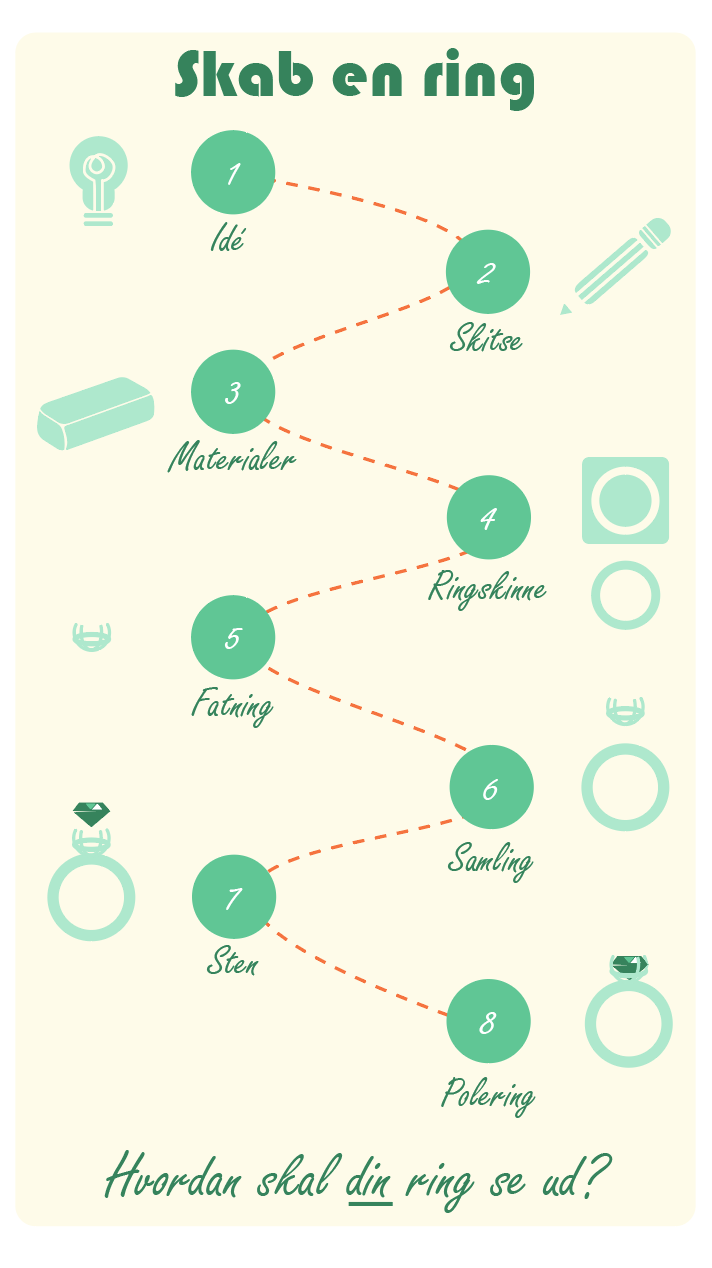 Skab en ring
1
Idé
2
Skitse
3
Materialer
4
Ringskinne
5
Fatning
6
Samling
7
Sten
8
Polering
Hvordan skal din ring se ud?